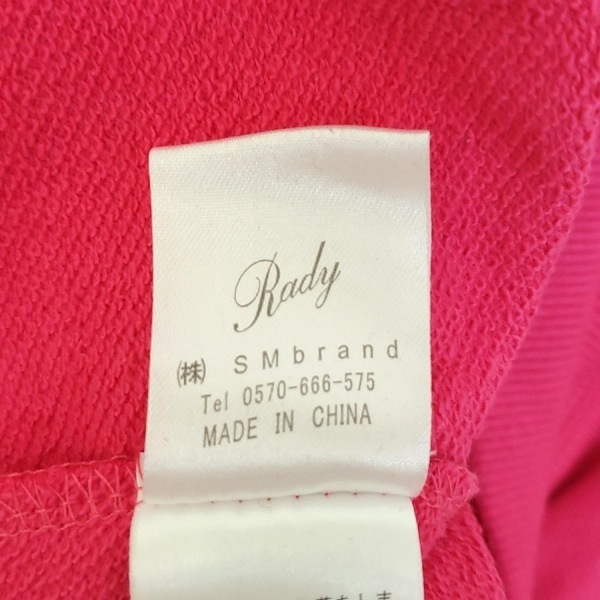 Rady
㈱ SMbrand
Tel 0570-666-575
MADE IN CHINA